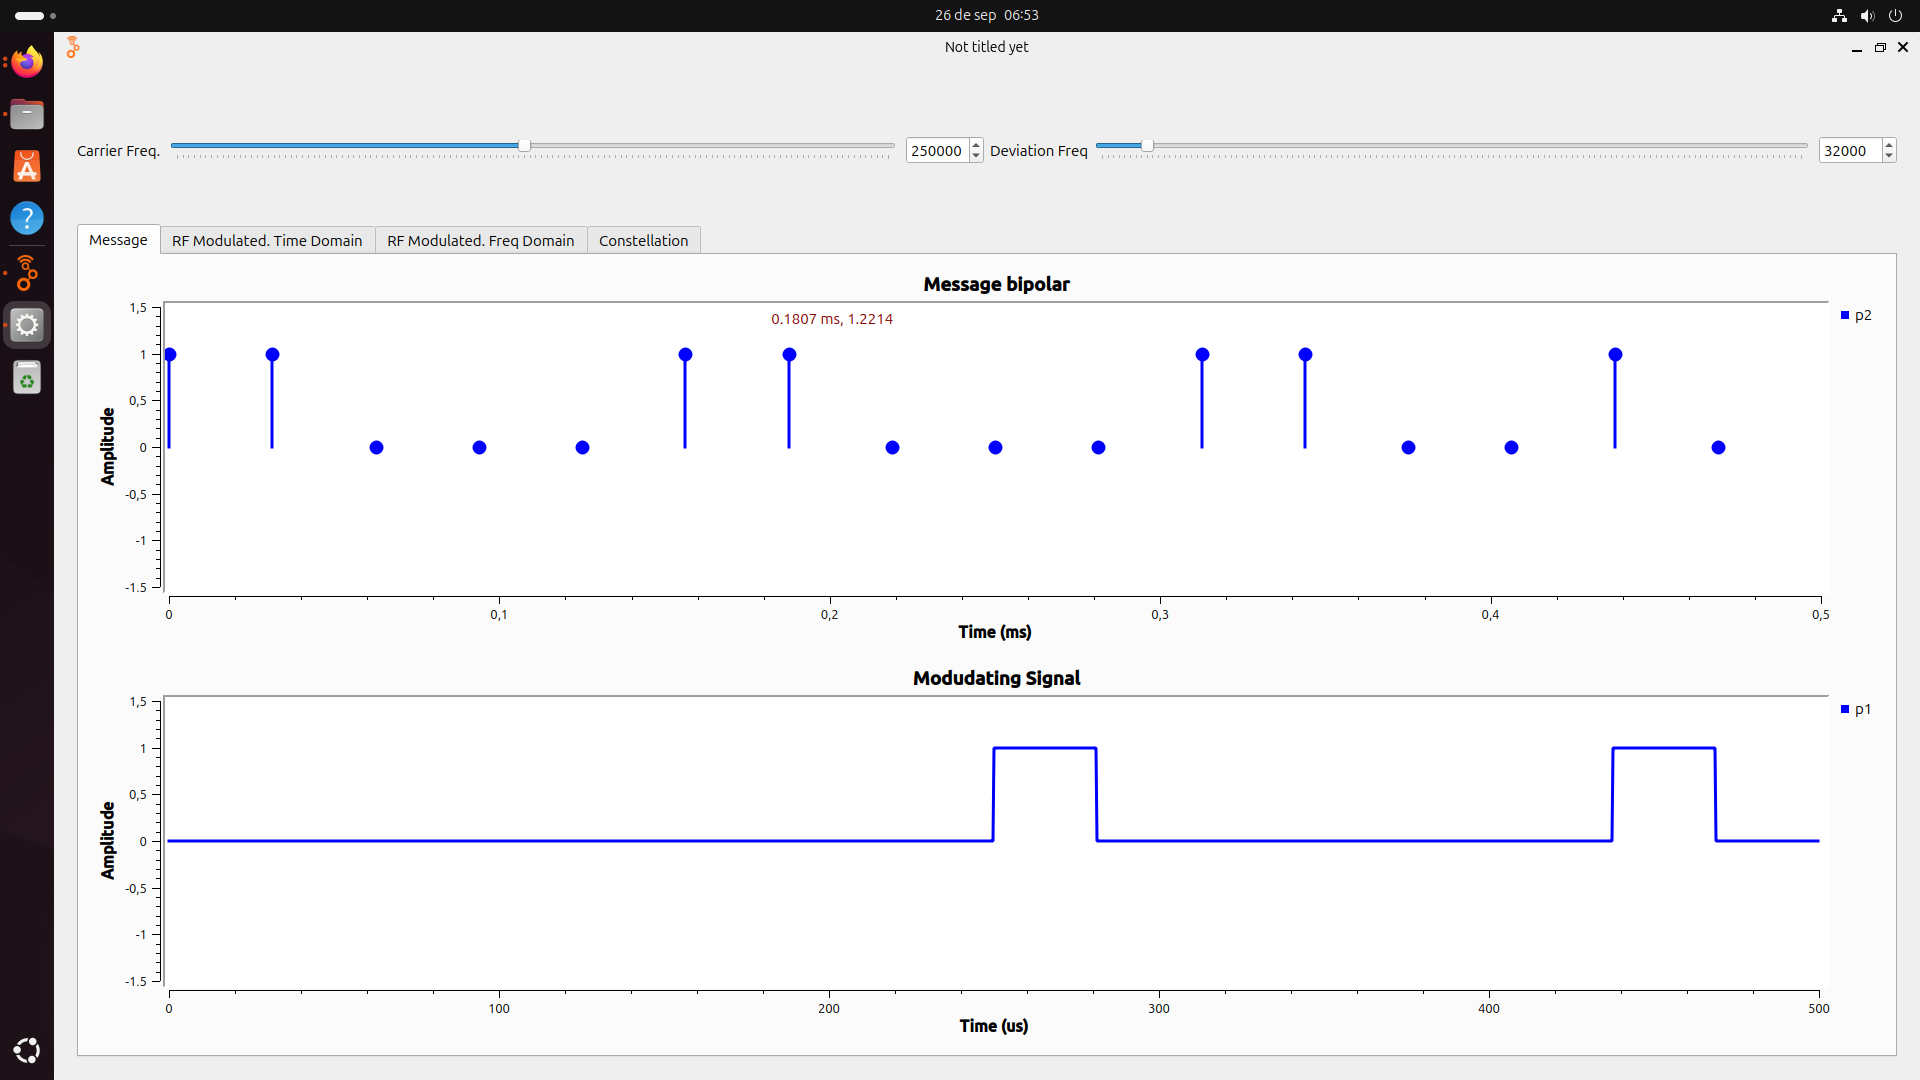 26 de sep 06:53
Not titled yet
Carrier Freq. 250000 Deviation Freq 32000
Message RF Modulated. Time Domain RF Modulated. Freq Domain Constellation
Message bipolar
0.1807 ms, 1.2214
p2
1,5
1
0,5
0
-0,5
-1
-1.5
Amplitude
0 0,1 0,2 0,3 0,4 0,5
Time (ms)
Modudating Signal
p1
1,5
1
0,5
0
-0,5
-1
-1.5
Amplitude
0 100 200 300 400 500
Time (us)